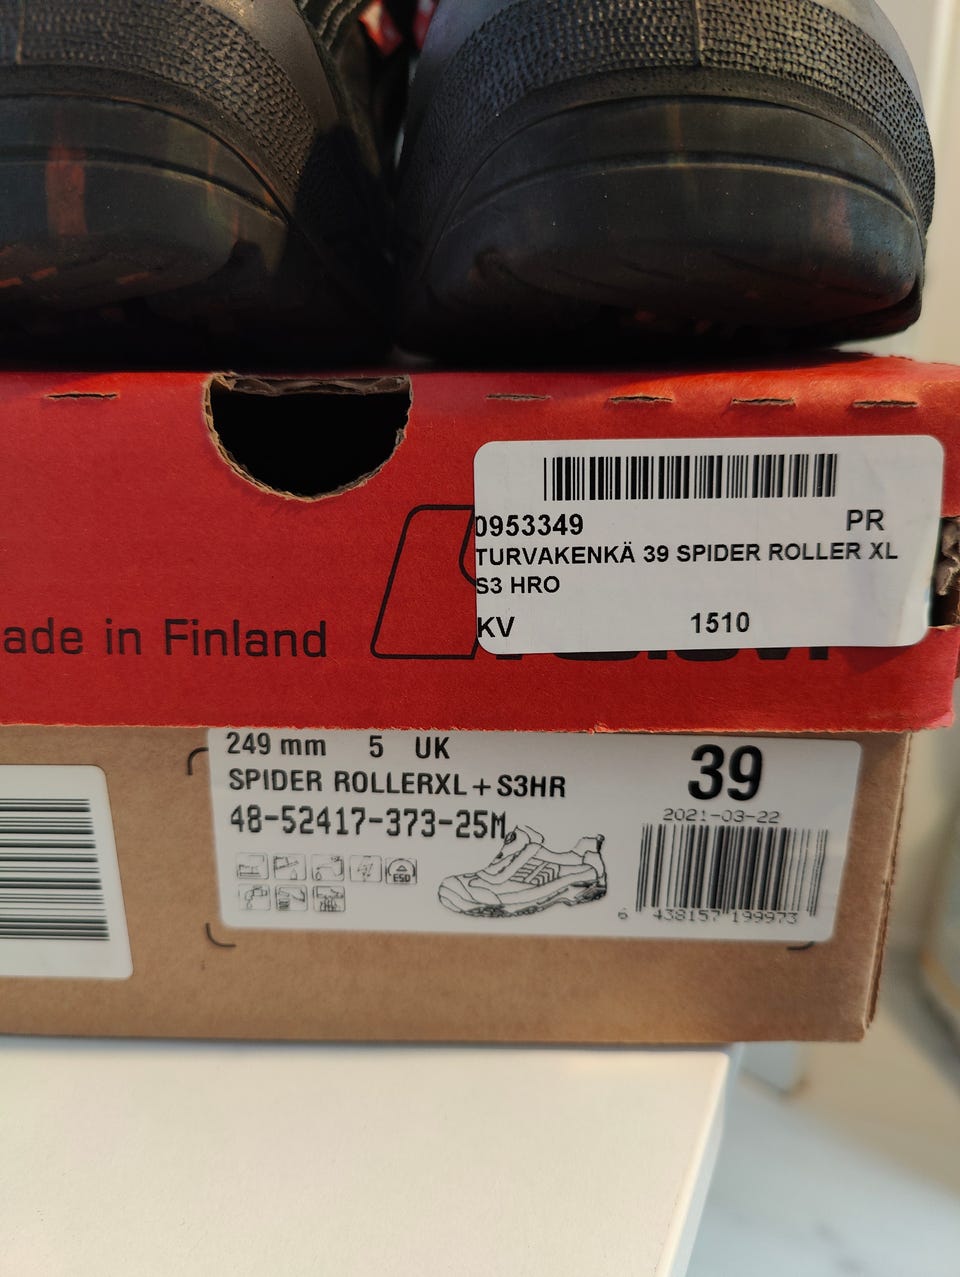 0953349 PR
TURVAKENKÄ 39 SPIDER ROLLER XL
S3 HRO
KV 1510
ade in Finland
249 mm 5 UK
SPIDER ROLLERXL+S3HR
48-52417-373-25M
39
2021-03-22
ESD
6 438157 199973